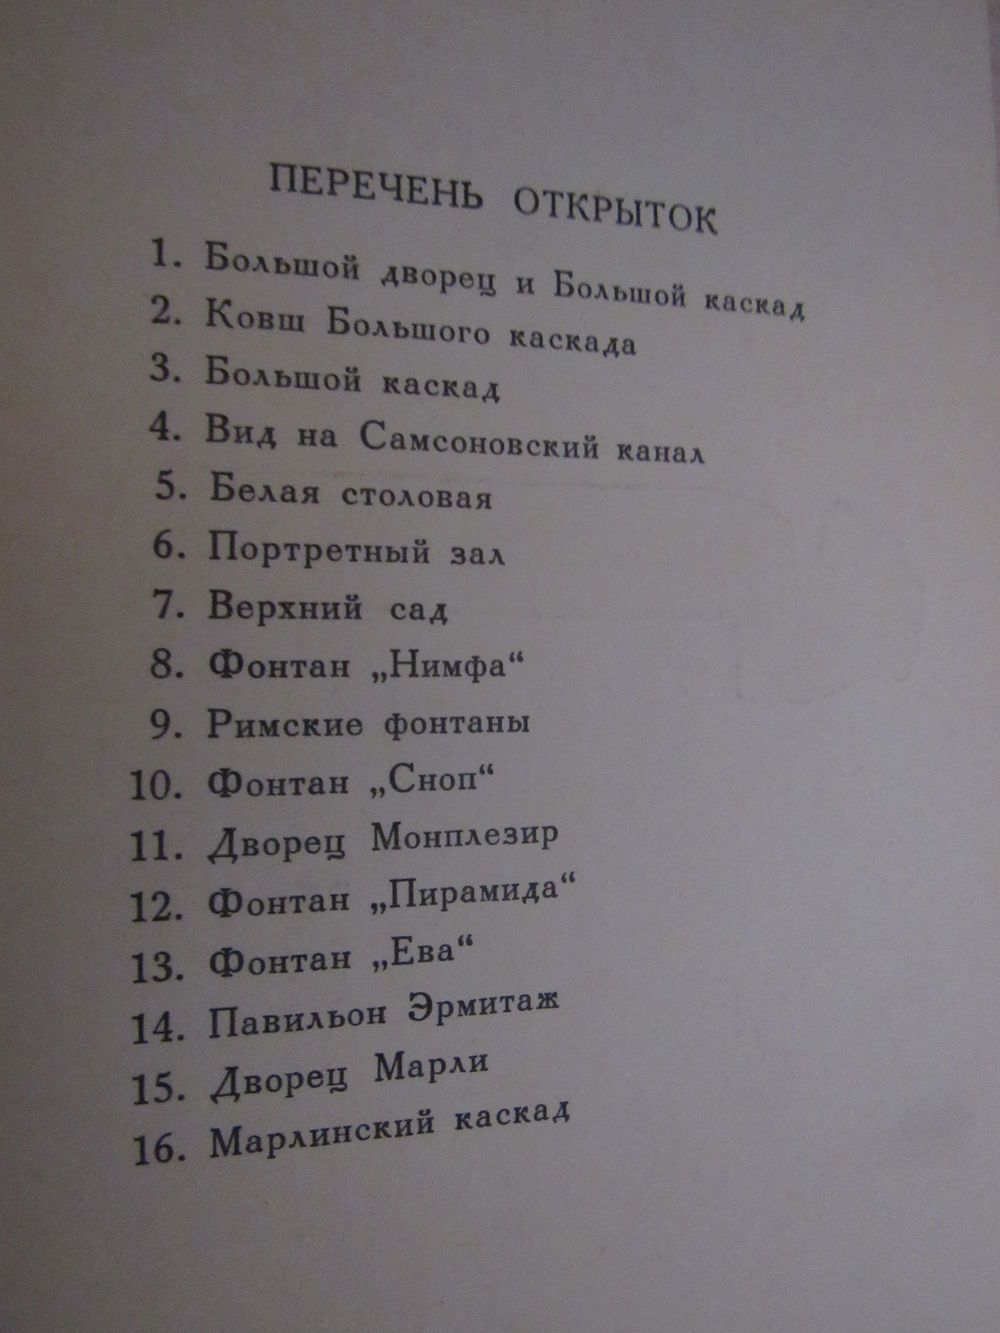 ПЕРЕЧЕНЬ ОТКРЫТОК
1. Большой дворец и Большой каскад
2. Ковш Большого каскада
3. Большой каскад
4. Вид на Самсоновский канал
5. Белая столовая
6. Портретный зал
7. Верхний сад
8. Фонтан „Нимфа“
9. Римские фонтаны
10. Фонтан „Сноп“
11. Дворец Монплезир
12. Фонтан „Пирамида“
13. Фонтан „Ева“
14. Павильон Эрмитаж
15. Дворец Марли
16. Марлинский каскад